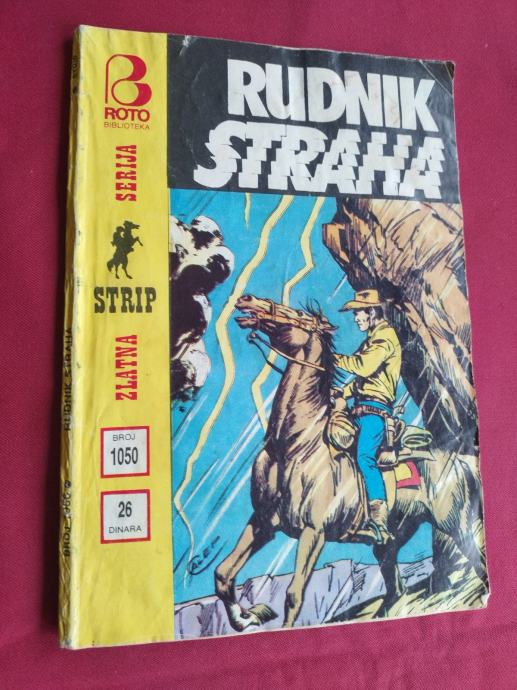 ROTO
BIBLIOTEKA
ZLATNA
STRIP
SERIJA
BROJ
1050
26
DINARA
RUDNIK
STRAHA
RUDNIK STRAHA